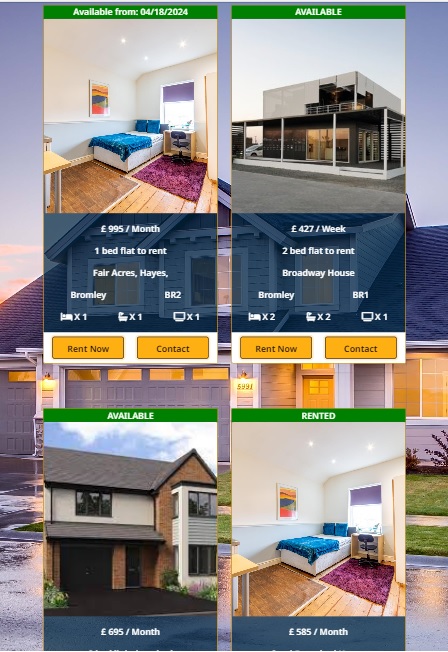 Available from: 04/18/2024
AVAILABLE
£ 995 / Month
1 bed flat to rent
Fair Acres, Hayes,
Bromley BR2
X 1 X 1 X 1
Rent Now Contact
£ 427 / Week
2 bed flat to rent
Broadway House
Bromley BR1
X 2 X 2 X 1
Rent Now Contact
5991
AVAILABLE
£ 695 / Month
RENTED
£ 585 / Month